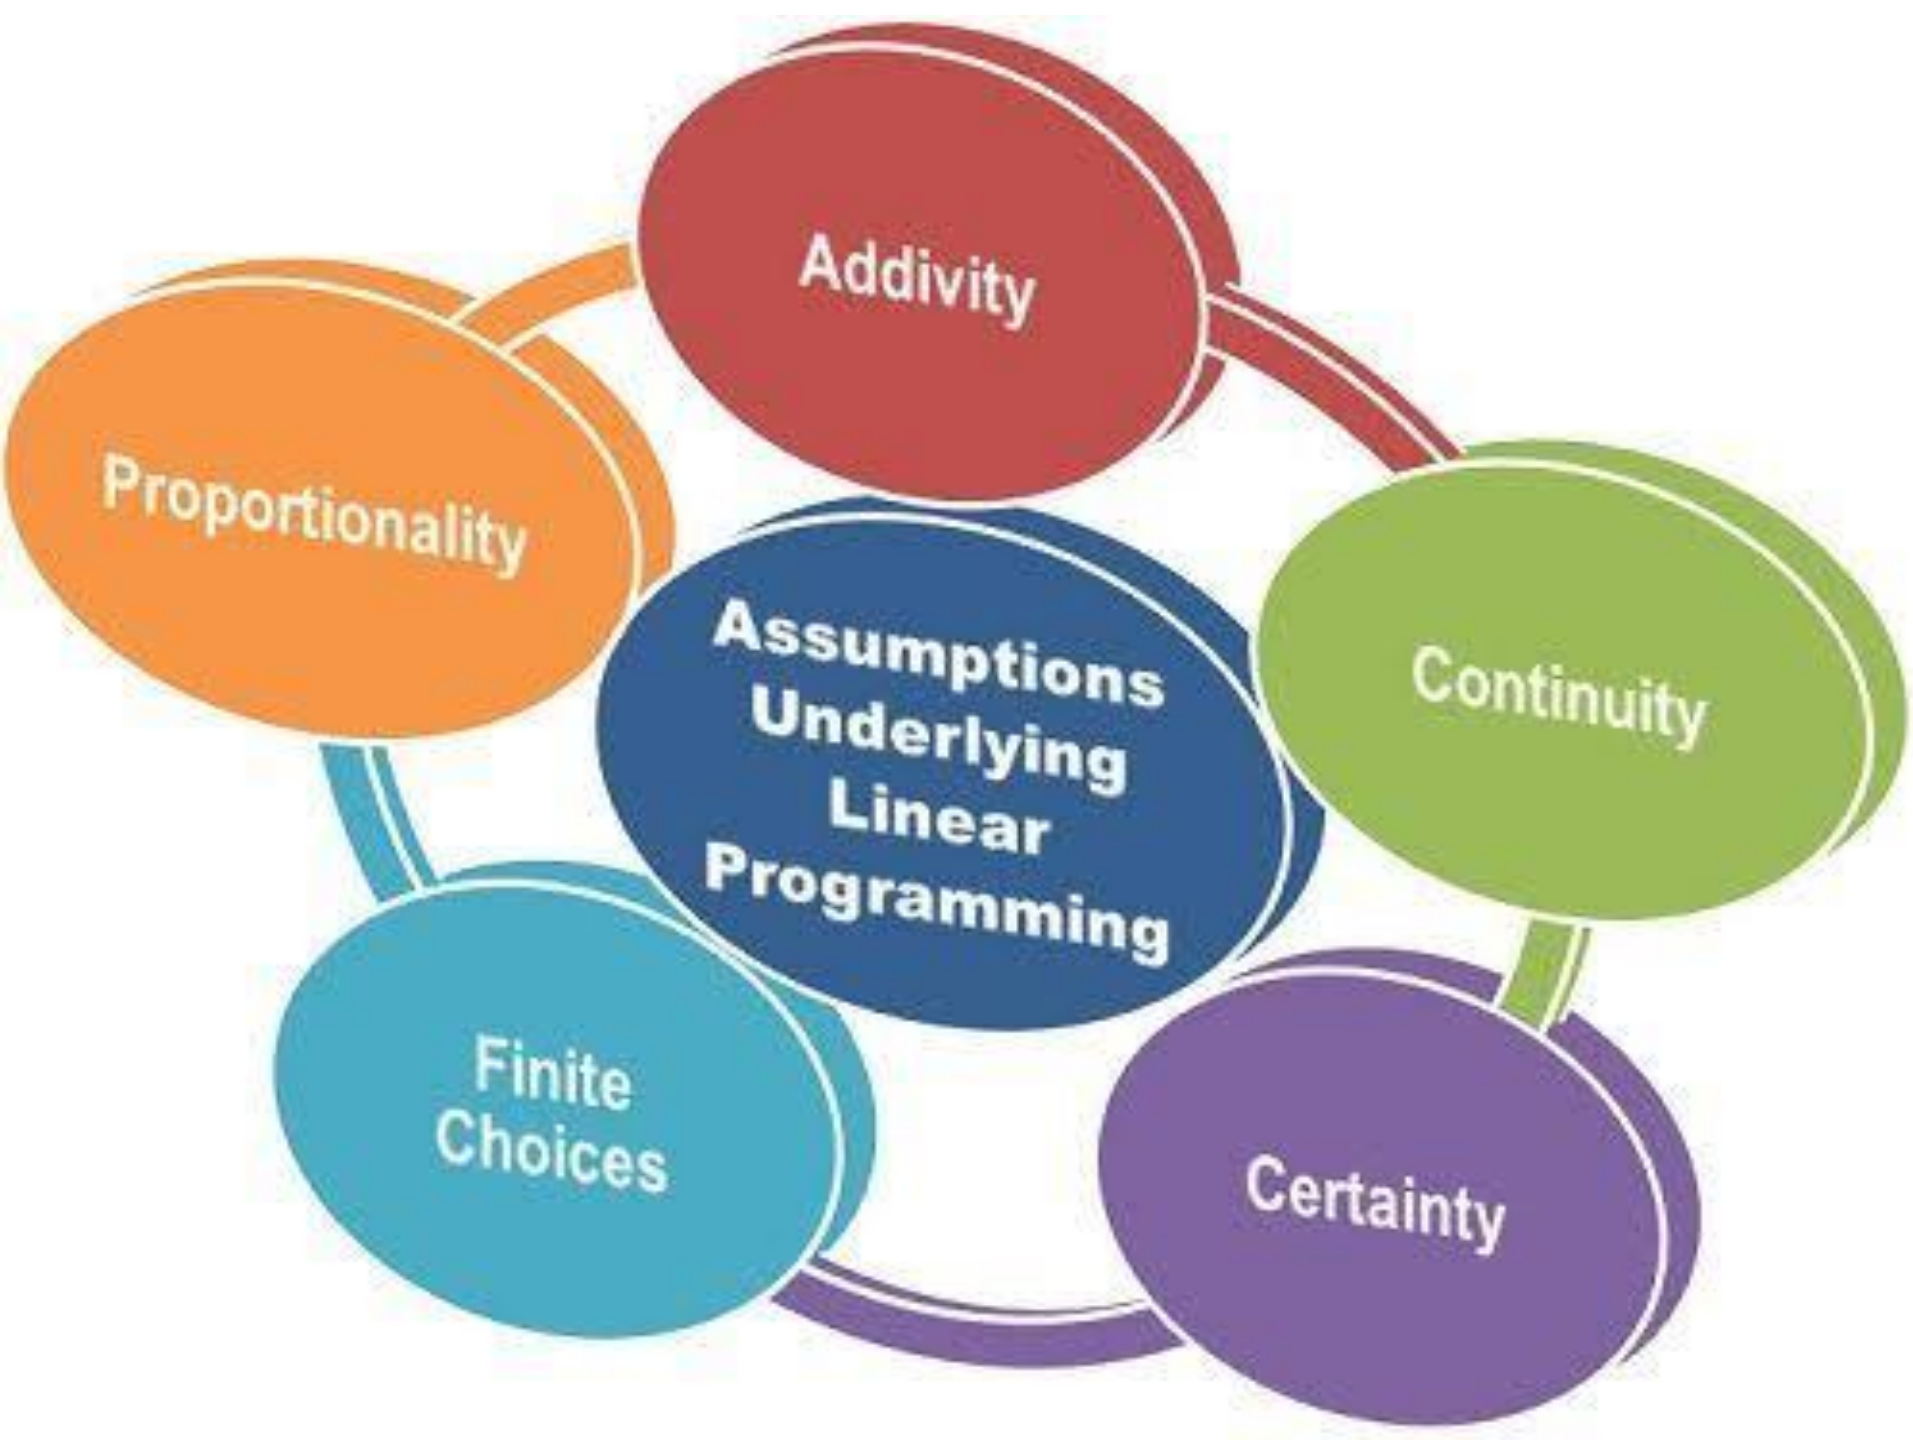 Addivity
Proportionality
Assumptions
Underlying
Linear
Programming
Continuity
Finite
Choices
Certainty